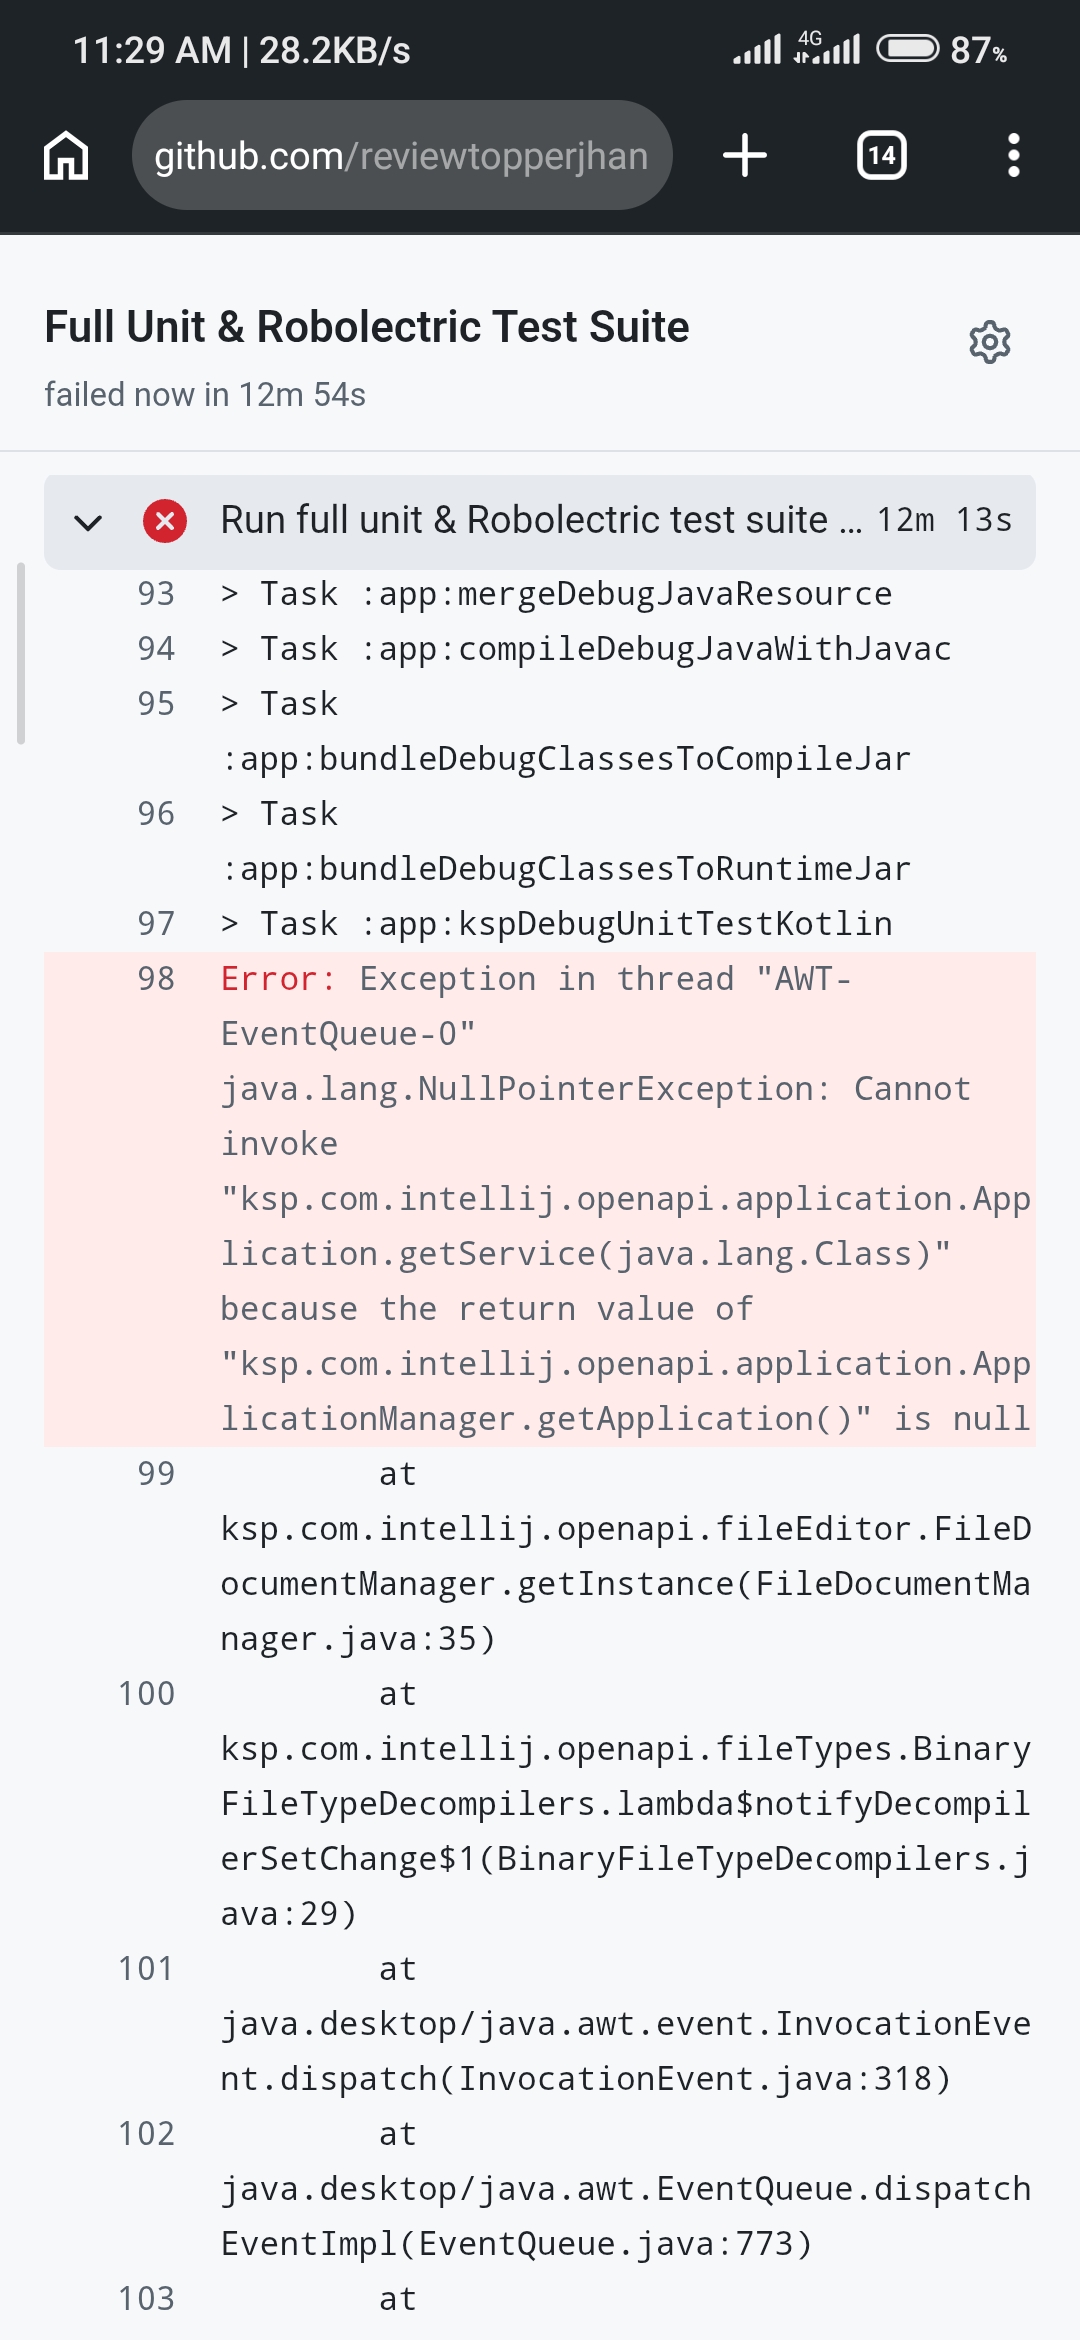 11:29 AM | 28.2KB/s
4G
87%
github.com/reviewtopperjhan
14
Full Unit & Robolectric Test Suite
failed now in 12m 54s
Run full unit & Robolectric test suite … 12m 13s
93 > Task :app:mergeDebugJavaResource
94 > Task :app:compileDebugJavaWithJavac
95 > Task
:app:bundleDebugClassesToCompileJar
96 > Task
:app:bundleDebugClassesToRuntimeJar
97 > Task :app:kspDebugUnitTestKotlin
98 Error: Exception in thread "AWT-
EventQueue-0"
java.lang.NullPointerException: Cannot
invoke
"ksp.com.intellij.openapi.application.App
lication.getService(java.lang.Class)"
because the return value of
"ksp.com.intellij.openapi.application.App
licationManager.getApplication()" is null
99 at
ksp.com.intellij.openapi.fileEditor.FileD
ocumentManager.getInstance(FileDocumentMa
nager.java:35)
100 at
ksp.com.intellij.openapi.fileTypes.Binary
FileTypeDecompilers.lambda$notifyDecompil
erSetChange$1(BinaryFileTypeDecompilers.j
ava:29)
101 at
java.desktop/java.awt.event.InvocationEve
nt.dispatch(InvocationEvent.java:318)
102 at
java.desktop/java.awt.EventQueue.dispatch
EventImpl(EventQueue.java:773)
103 at